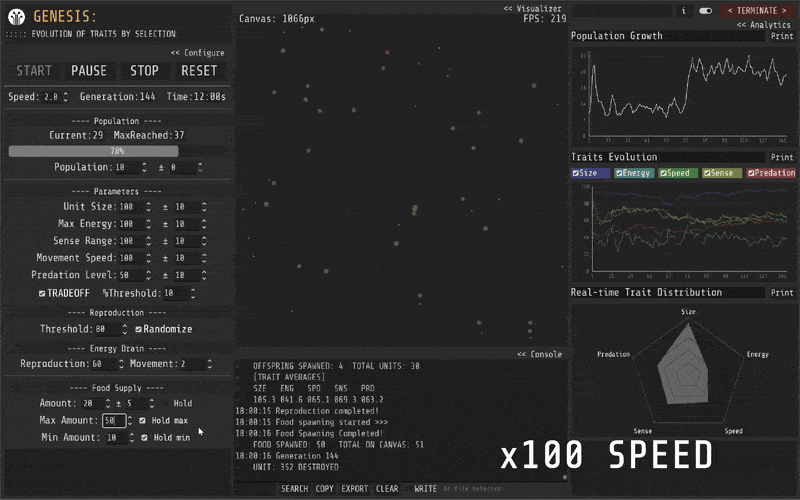 GENESIS:
::::: EVOLUTION OF TRAITS BY SELECTION
<< Configure
START PAUSE STOP RESET
Speed: 2.0 Generation:144 Time:12:00s
---- Population ----
Current:29 MaxReached:37
78%
Population: 10 ± 0
---- Parameters ----
Unit Size: 100 ± 10
Max Energy: 100 ± 10
Sense Range: 100 ± 10
Movement Speed: 100 ± 10
Predation Level: 50 ± 10
TRADEOFF %Threshold: 10
---- Reproduction ----
Threshold: 80 Randomize
---- Energy Drain ----
Reproduction: 60 Movement: 2
---- Food Supply ----
Amount: 20 ± 5 Hold
Max Amount: 50 Hold max
Min Amount: 10 Hold min
<< Visualizer
Canvas: 1066px FPS: 219
<< Console
OFFSPRING SPAWNED: 4 TOTAL UNITS: 30
[TRAIT AVERAGES]
SZE ENG SPD SNS PRD
105.3 041.6 065.1 069.3 063.2
18:00:15 Reproduction completed!
18:00:15 Food spawning started >>>
18:00:16 Food Spawning Completed!
FOOD SPAWNED: 50 TOTAL ON CANVAS: 51
18:00:16 Generation 144
UNIT: 352 DESTROYED
SEARCH COPY EXPORT CLEAR WRITE No file selected
i < TERMINATE >
<< Analytics
Population Growth Print
Traits Evolution Print
Size Energy Speed Sense Predation
Real-time Trait Distribution Print
Size
Energy
Speed
Sense
Predation
x100 SPEED